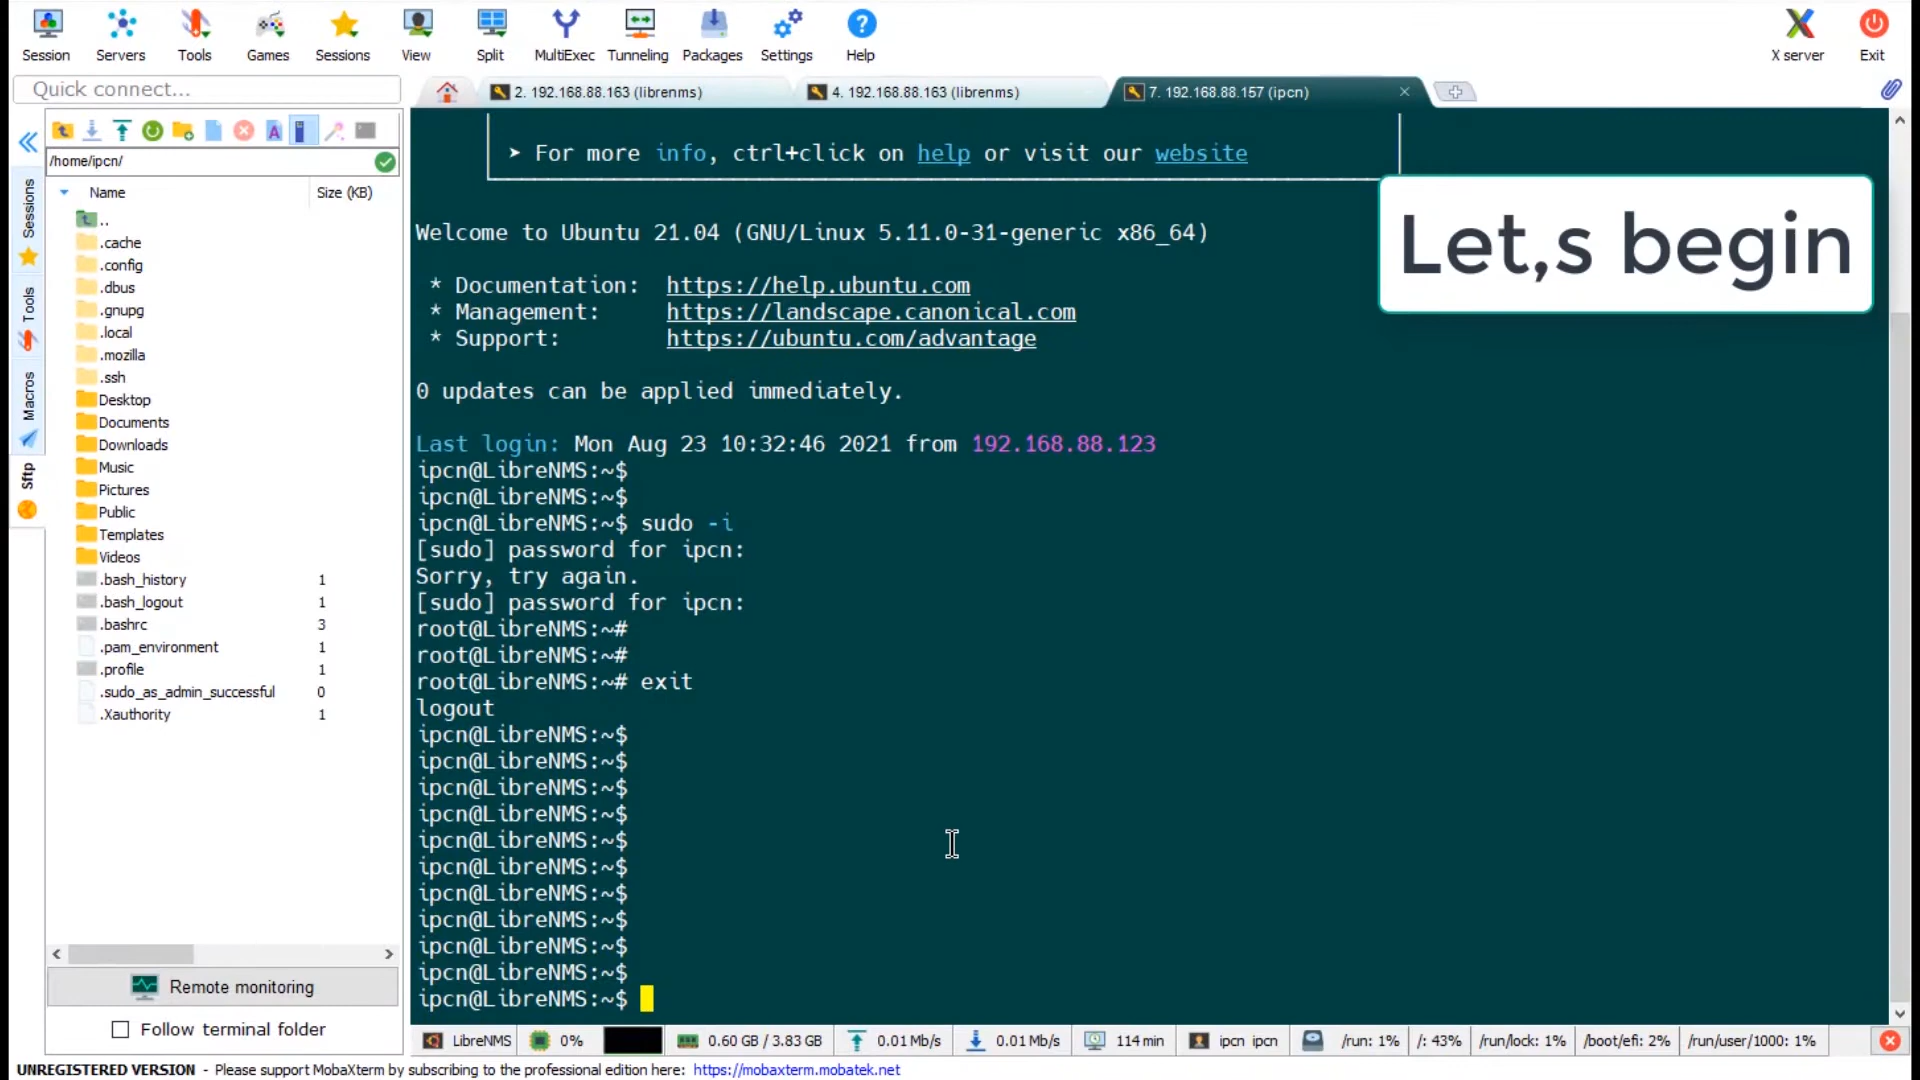 Session Servers Tools Games Sessions View Split MultiExec Tunneling Packages Settings Help X server Exit
Quick connect...
2. 192.168.88.163 (librenms)
4. 192.168.88.163 (librenms)
7. 192.168.88.157 (ipcn)
/home/ipcn/
Name Size (KB)
..
.cache
.config
.dbus
.gnupg
.local
.mozilla
.ssh
Desktop
Documents
Downloads
Music
Pictures
Public
Templates
Videos
.bash_history 1
.bash_logout 1
.bashrc 3
.pam_environment 1
.profile 1
.sudo_as_admin_successful 0
.Xauthority 1
Sessions
Tools
Macros
Sftp
Remote monitoring
Follow terminal folder
➤ For more info, ctrl+click on help or visit our website
Let,s begin
Welcome to Ubuntu 21.04 (GNU/Linux 5.11.0-31-generic x86_64)
* Documentation: https://help.ubuntu.com
* Management: https://landscape.canonical.com
* Support: https://ubuntu.com/advantage
0 updates can be applied immediately.
Last login: Mon Aug 23 10:32:46 2021 from 192.168.88.123
ipcn@LibreNMS:~$
ipcn@LibreNMS:~$
ipcn@LibreNMS:~$ sudo -i
[sudo] password for ipcn:
Sorry, try again.
[sudo] password for ipcn:
root@LibreNMS:~#
root@LibreNMS:~#
root@LibreNMS:~# exit
logout
ipcn@LibreNMS:~$
ipcn@LibreNMS:~$
ipcn@LibreNMS:~$
ipcn@LibreNMS:~$
ipcn@LibreNMS:~$
ipcn@LibreNMS:~$
ipcn@LibreNMS:~$
ipcn@LibreNMS:~$
ipcn@LibreNMS:~$
ipcn@LibreNMS:~$
ipcn@LibreNMS:~$
LibreNMS 0% 0.60 GB / 3.83 GB 0.01 Mb/s 0.01 Mb/s 114 min ipcn ipcn /run: 1% /: 43% /run/lock: 1% /boot/efi: 2% /run/user/1000: 1%
UNREGISTERED VERSION - Please support MobaXterm by subscribing to the professional edition here: https://mobaxterm.mobatek.net